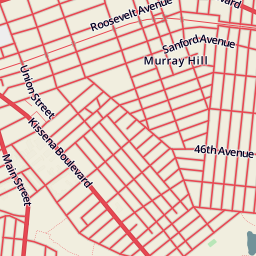 Roosevelt Avenue
Sanford Avenue
Murray Hill
Union Street
Kissena Boulevard
46th Avenue
Main Street